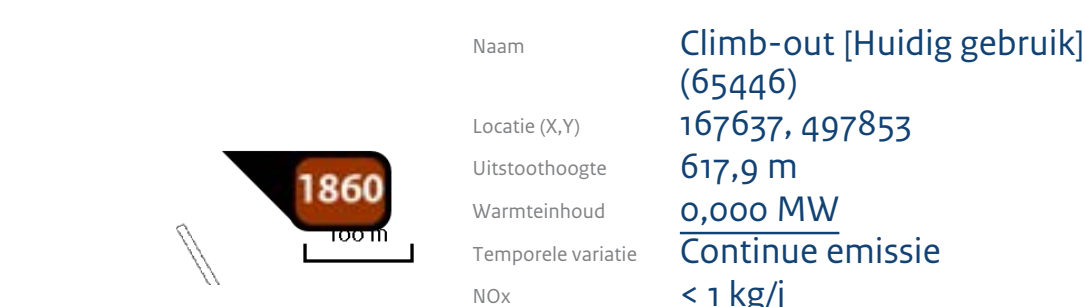 Naam Climb-out [Huidig gebruik]
(65446)
Locatie (X,Y) 167637, 497853
Uitstoothoogte 617,9 m
Warmteinhoud 0,000 MW
Temporele variatie Continue emissie
NOx < 1 kg/j
1860
100 m